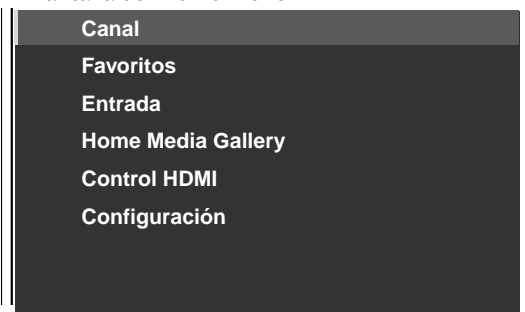 Canal
Favoritos
Entrada
Home Media Gallery
Control HDMI
Configuración